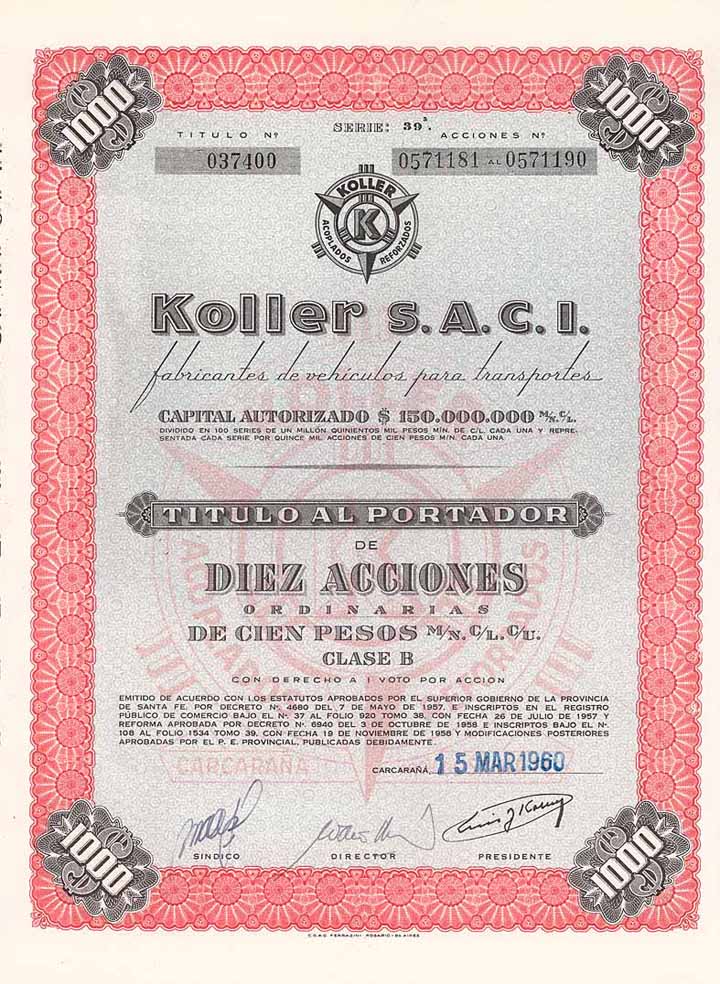 1000
1000
TITULO Nº
SERIE: 39ª.
ACCIONES Nº
037400
0571181 AL 0571190
KOLLER
K
ACOPLADOS REFORZADOS
Koller S.A.C.I.
fabricantes de vehiculos para transportes
CAPITAL AUTORIZADO $ 150.000.000 M/N. C/L.
DIVIDIDO EN 100 SERIES DE UN MILLÓN QUINIENTOS MIL PESOS M/N. DE C/L. CADA UNA Y REPRE-
SENTADA CADA SERIE POR QUINCE MIL ACCIONES DE CIEN PESOS M/N. CADA UNA
TITULO AL PORTADOR
DE
DIEZ ACCIONES
ORDINARIAS
DE CIEN PESOS M/N. C/L. C/U.
CLASE B
CON DERECHO A 1 VOTO POR ACCION
EMITIDO DE ACUERDO CON LOS ESTATUTOS APROBADOS POR EL SUPERIOR GOBIERNO DE LA PROVINCIA
DE SANTA FE, POR DECRETO Nº. 4680 DEL 7 DE MAYO DE 1957, E INSCRIPTOS EN EL REGISTRO
PÚBLICO DE COMERCIO BAJO EL Nº. 37 AL FOLIO 920 TOMO 38, CON FECHA 26 DE JULIO DE 1957 Y
REFORMA APROBADA POR DECRETO Nº. 6940 DEL 3 DE OCTUBRE DE 1958 E INSCRIPTOS BAJO EL Nº.
108 AL FOLIO 1534 TOMO 39, CON FECHA 19 DE NOVIEMBRE DE 1958 Y MODIFICACIONES POSTERIORES
APROBADAS POR EL P. E. PROVINCIAL, PUBLICADAS DEBIDAMENTE.
CARCARAÑA
CARCARAÑA, 15 MAR 1960
SINDICO
DIRECTOR
PRESIDENTE
1000
1000